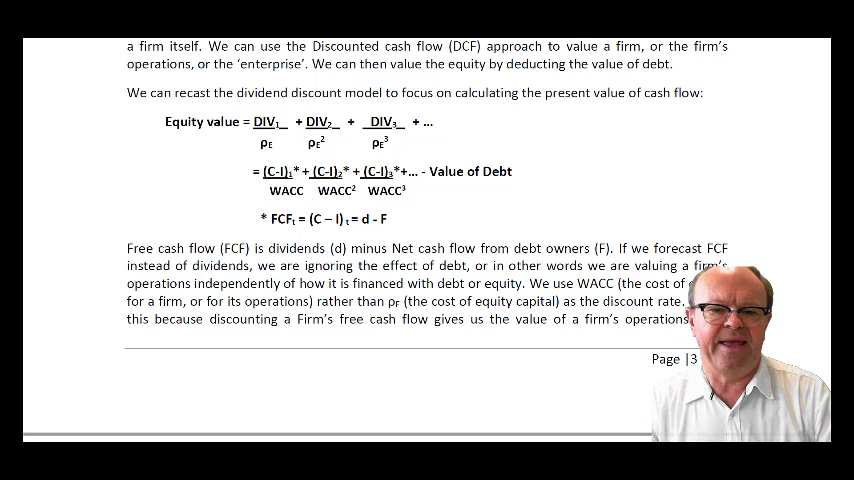 a firm itself. We can use the Discounted cash flow (DCF) approach to value a firm, or the firm's
operations, or the 'enterprise'. We can then value the equity by deducting the value of debt.
We can recast the dividend discount model to focus on calculating the present value of cash flow:
Equity value = DIV1 + DIV2 + DIV3 + ...
ρE ρE2 ρE3
= (C-I)1* + (C-I)2* + (C-I)3*+... - Value of Debt
WACC WACC2 WACC3
* FCFt = (C – I) t = d - F
Free cash flow (FCF) is dividends (d) minus Net cash flow from debt owners (F). If we forecast FCF
instead of dividends, we are ignoring the effect of debt, or in other words we are valuing a firm's
operations independently of how it is financed with debt or equity. We use WACC (the cost of
for a firm, or for its operations) rather than ρF (the cost of equity capital) as the discount rate.
this because discounting a Firm's free cash flow gives us the value of a firm's operations
Page |3